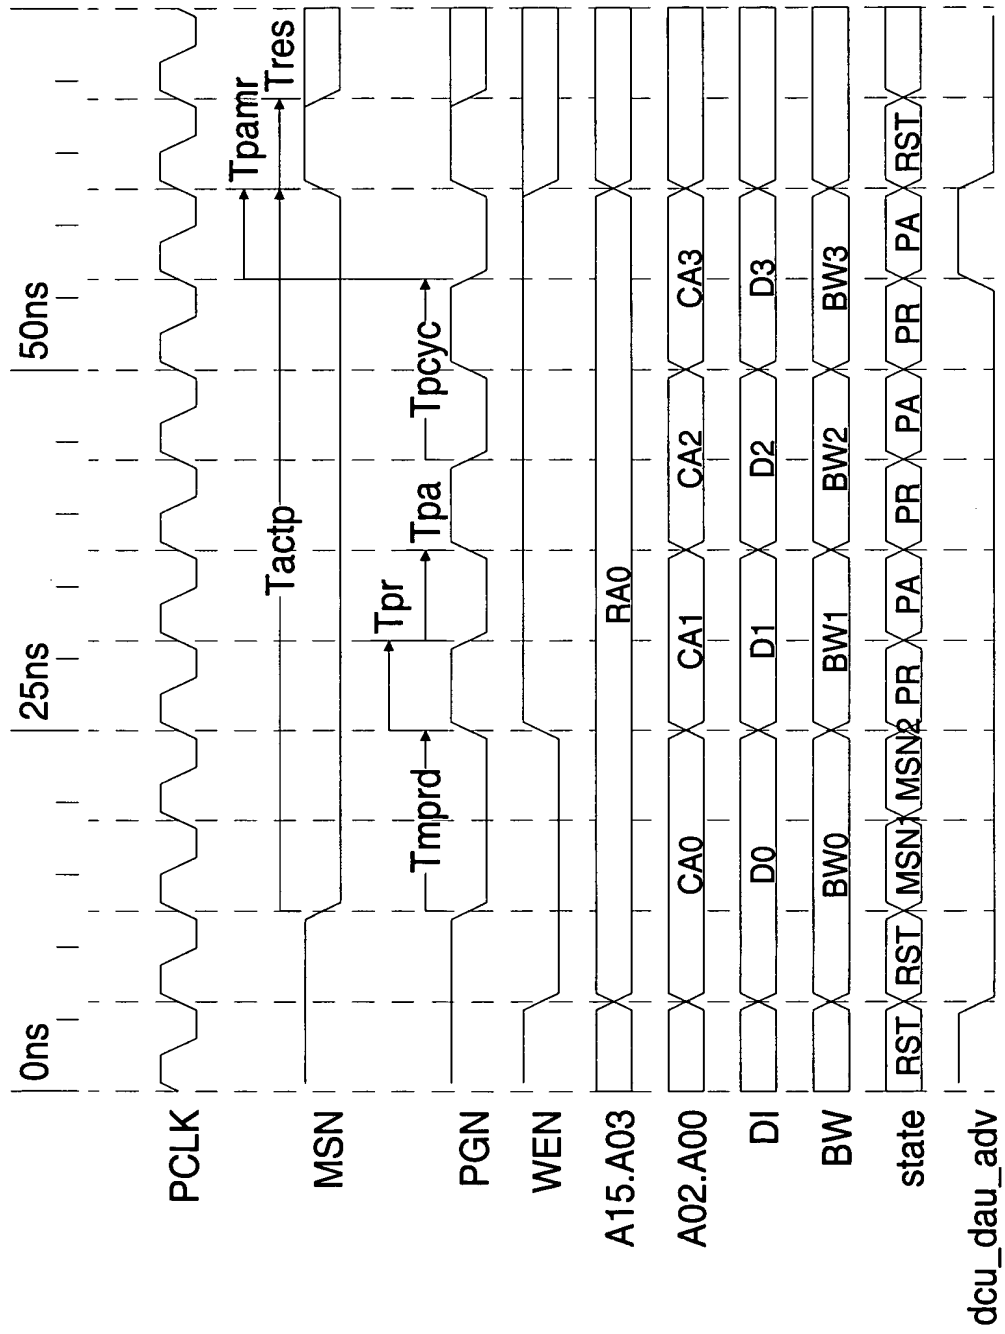 0ns 25ns 50ns
PCLK
Tpamr
MSN Tactp Tres
Tpr
PGN Tmprd Tpa Tpcyc
WEN
A15.A03 RA0
A02.A00 CA0 CA1 CA2 CA3
DI D0 D1 D2 D3
BW BW0 BW1 BW2 BW3
state RST RST MSN1 MSN2 PR PA PR PA PR PA RST
dcu_dau_adv